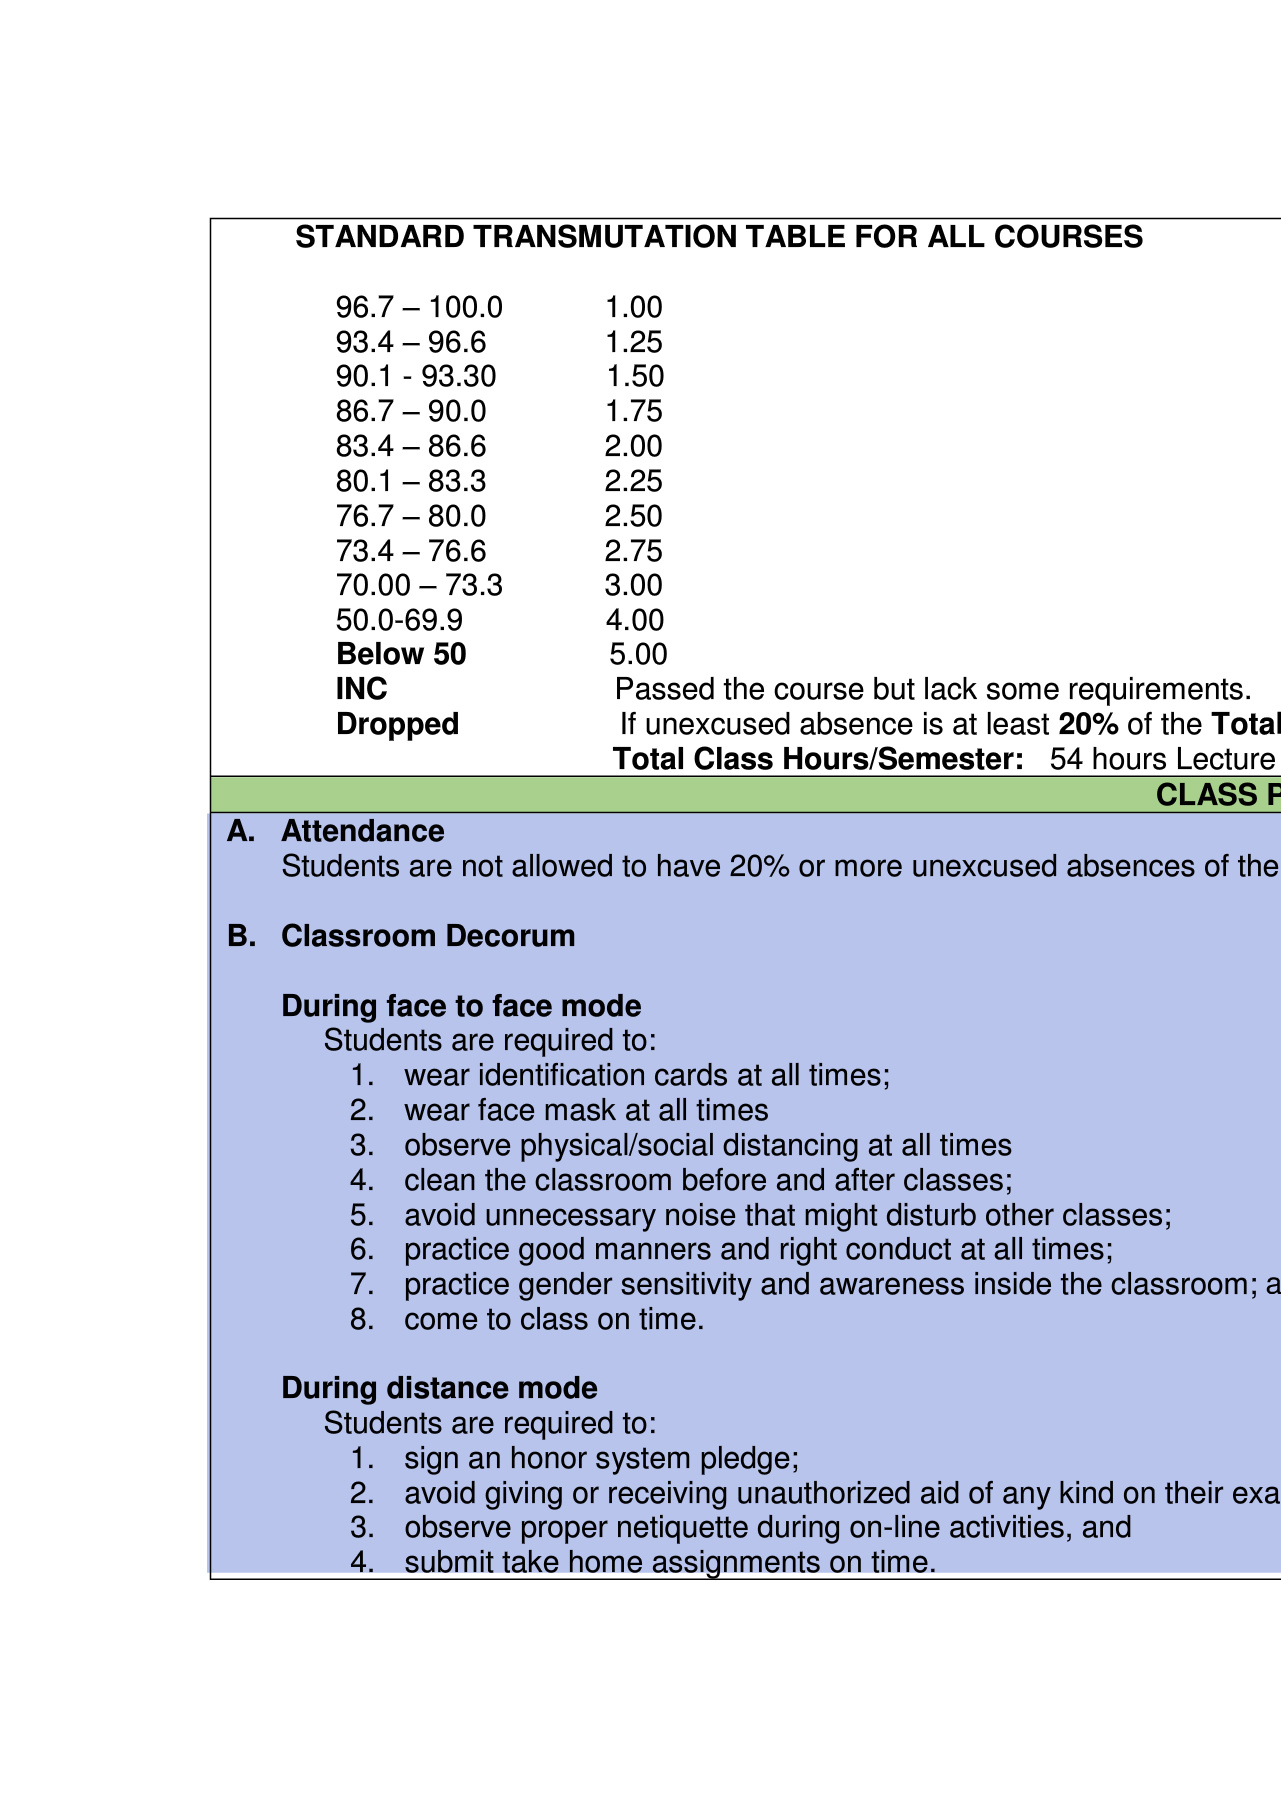 STANDARD TRANSMUTATION TABLE FOR ALL COURSES
96.7 – 100.0 1.00
93.4 – 96.6 1.25
90.1 - 93.30 1.50
86.7 – 90.0 1.75
83.4 – 86.6 2.00
80.1 – 83.3 2.25
76.7 – 80.0 2.50
73.4 – 76.6 2.75
70.00 – 73.3 3.00
50.0-69.9 4.00
Below 50 5.00
INC Passed the course but lack some requirements.
Dropped If unexcused absence is at least 20% of the Total
Total Class Hours/Semester: 54 hours Lecture
CLASS P
A. Attendance
Students are not allowed to have 20% or more unexcused absences of the
B. Classroom Decorum
During face to face mode
Students are required to:
1. wear identification cards at all times;
2. wear face mask at all times
3. observe physical/social distancing at all times
4. clean the classroom before and after classes;
5. avoid unnecessary noise that might disturb other classes;
6. practice good manners and right conduct at all times;
7. practice gender sensitivity and awareness inside the classroom; a
8. come to class on time.
During distance mode
Students are required to:
1. sign an honor system pledge;
2. avoid giving or receiving unauthorized aid of any kind on their exa
3. observe proper netiquette during on-line activities, and
4. submit take home assignments on time.